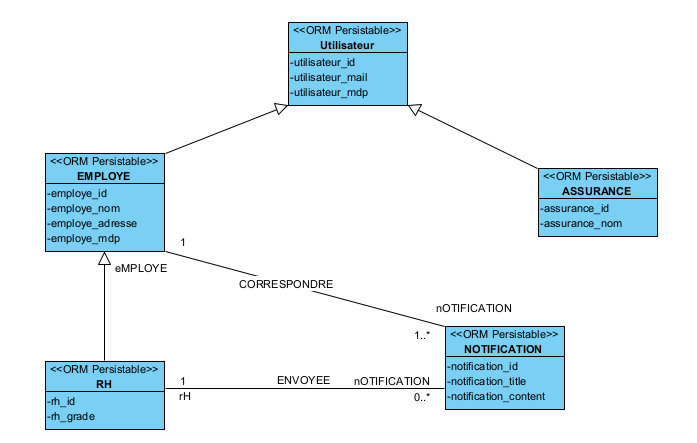 <<ORM Persistable>>
Utilisateur
-utilisateur_id
-utilisateur_mail
-utilisateur_mdp
<<ORM Persistable>>
EMPLOYE
-employe_id
-employe_nom
-employe_adresse
-employe_mdp
<<ORM Persistable>>
ASSURANCE
-assurance_id
-assurance_nom
1
eMPLOYE
CORRESPONDRE
nOTIFICATION
1..*
<<ORM Persistable>>
NOTIFICATION
-notification_id
-notification_title
-notification_content
<<ORM Persistable>>
RH
-rh_id
-rh_grade
1
rH
ENVOYEE
nOTIFICATION
0..*